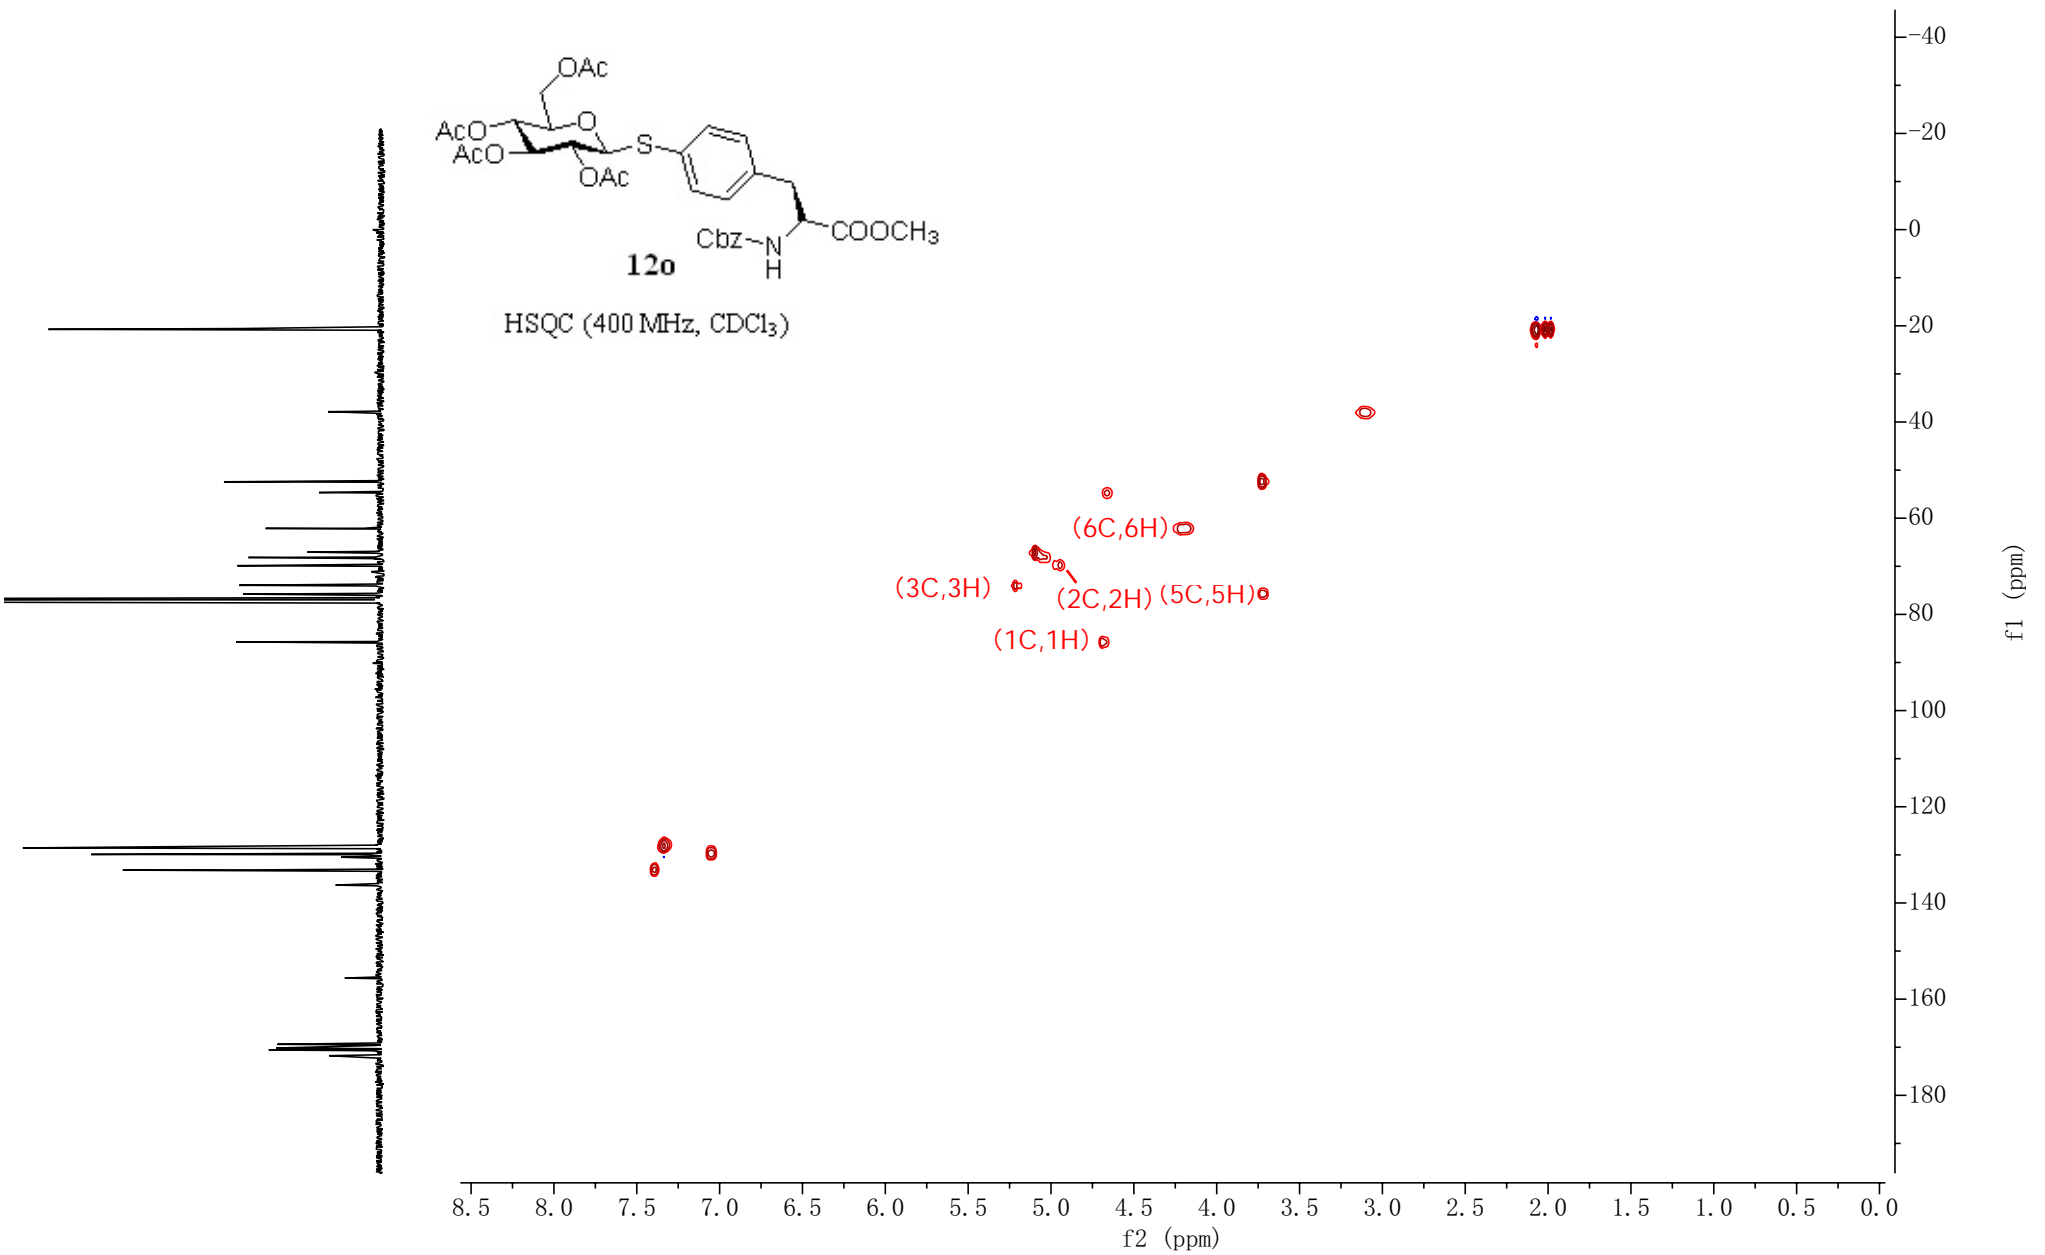 OAc
O
AcO
S
AcO
OAc
Cbz
N
H
COOCH₃
12o
HSQC (400 MHz, CDCl₃)
(6C,6H)
(3C,3H)
(2C,2H)
(5C,5H)
(1C,1H)
-40
-20
0
20
40
60
80
100
120
140
160
180
f1 (ppm)
8.5 8.0 7.5 7.0 6.5 6.0 5.5 5.0 4.5 4.0 3.5 3.0 2.5 2.0 1.5 1.0 0.5 0.0
f2 (ppm)